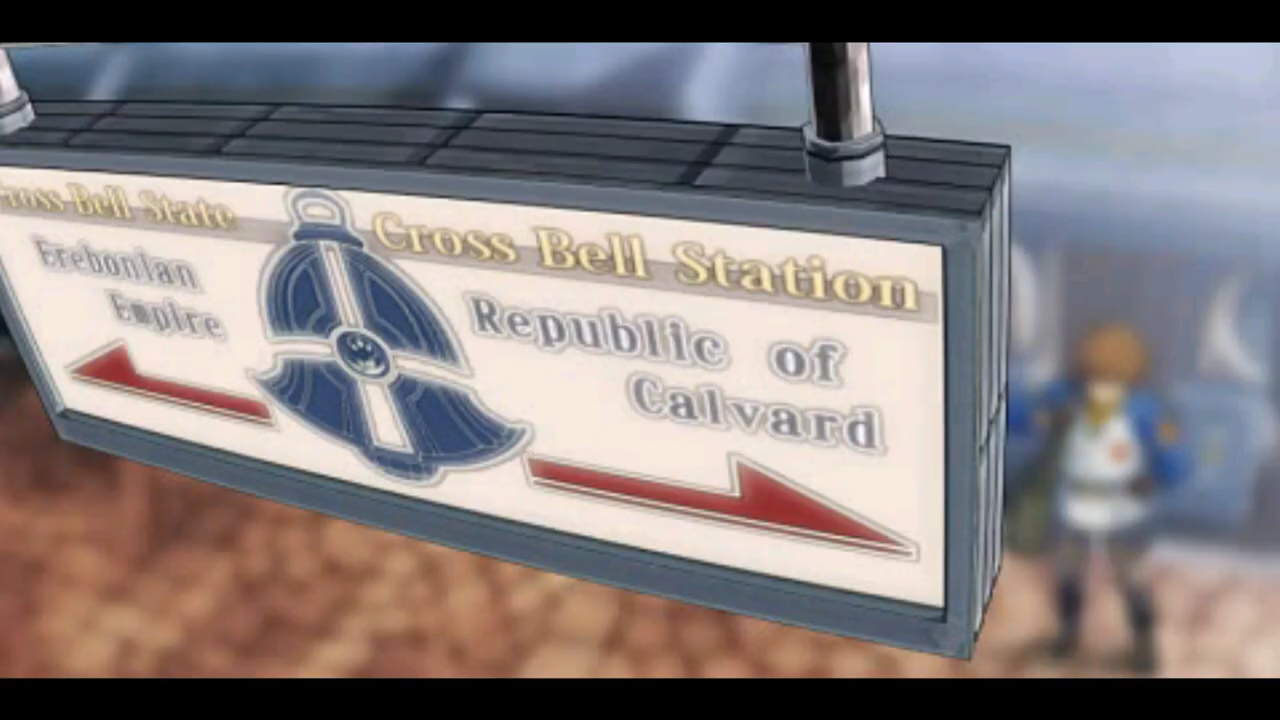 Cross Bell State
Cross Bell Station
Erebonian
Empire
Republic of
Calvard